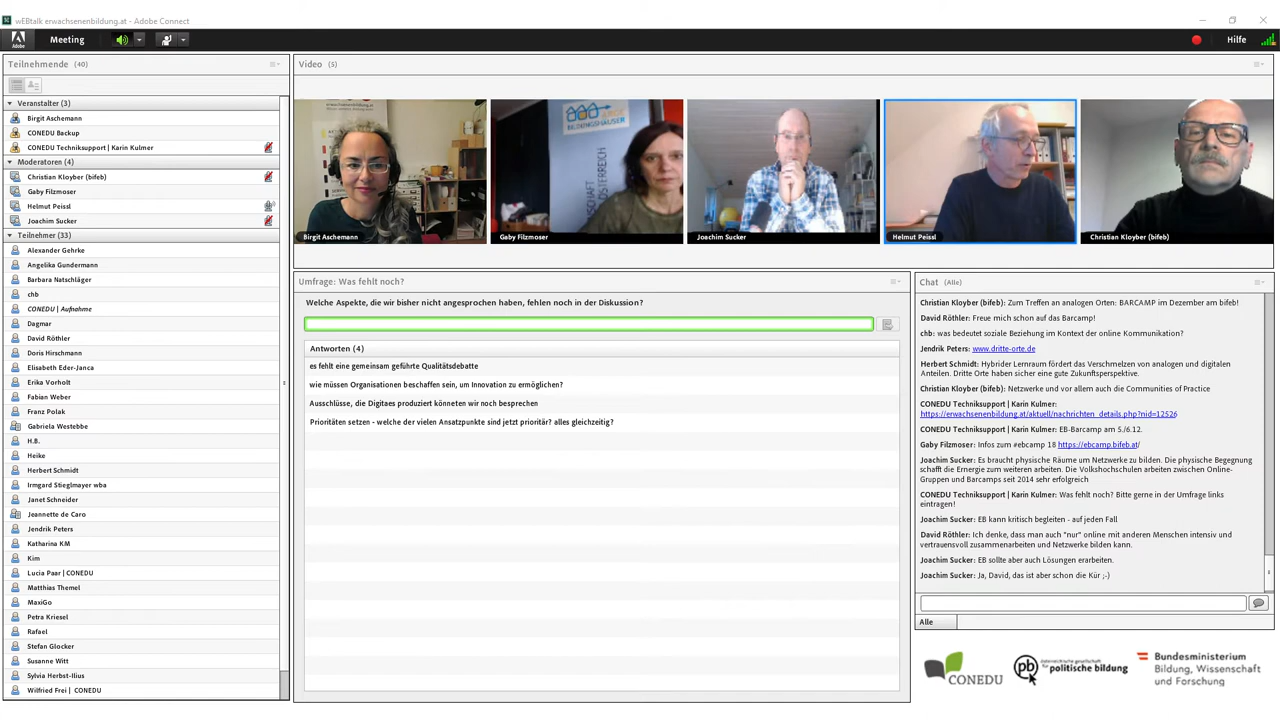 wEBtalk erwachsenenbildung.at - Adobe Connect
Adobe
Meeting
Hilfe
Teilnehmende (40)
Veranstalter (3)
Birgit Aschemann
CONEDU Backup
CONEDU Techniksupport | Karin Kulmer
Moderatoren (4)
Christian Kloyber (bifeb)
Gaby Filzmoser
Helmut Peissl
Joachim Sucker
Teilnehmer (33)
Alexander Gehrke
Angelika Gundermann
Barbara Natschläger
chb
CONEDU | Aufnahme
Dagmar
David Röthler
Doris Hirschmann
Elisabeth Eder-Janca
Erika Vorholt
Fabian Weber
Franz Polak
Gabriela Westebbe
H.B.
Heike
Herbert Schmidt
Irmgard Stieglmayer wba
Janet Schneider
Jeannette de Caro
Jendrik Peters
Katharina KM
Kim
Lucia Paar | CONEDU
Matthias Themel
MaxiGo
Petra Kriesel
Rafael
Stefan Glocker
Susanne Witt
Sylvia Herbst-Ilius
Wilfried Frei | CONEDU
Video (5)
Birgit Aschemann
Gaby Filzmoser
Joachim Sucker
Helmut Peissl
Christian Kloyber (bifeb)
Umfrage: Was fehlt noch?
Welche Aspekte, die wir bisher nicht angesprochen haben, fehlen noch in der Diskussion?
Antworten (4)
es fehlt eine gemeinsam geführte Qualitätsdebatte
wie müssen Organisationen beschaffen sein, um Innovation zu ermöglichen?
Ausschlüsse, die Digitaes produziert könneten wir noch besprechen
Prioritäten setzen - welche der vielen Ansatzpunkte sind jetzt prioritär? alles gleichzeitig?
Chat (Alle)
Christian Kloyber (bifeb): Zum Treffen an analogen Orten: BARCAMP im Dezember am bifeb!
David Röthler: Freue mich schon auf das Barcamp!
chb: was bedeutet soziale Beziehung im Kontext der online Kommunikation?
Jendrik Peters: www.dritte-orte.de
Herbert Schmidt: Hybrider Lernraum fördert das Verschmelzen von analogen und digitalen
Anteilen. Dritte Orte haben sicher eine gute Zukunftsperspektive.
Christian Kloyber (bifeb): Netzwerke und vor allem auch die Communities of Practice
CONEDU Techniksupport | Karin Kulmer:
https://erwachsenenbildung.at/aktuell/nachrichten_details.php?nid=12526
CONEDU Techniksupport | Karin Kulmer: EB-Barcamp am 5./6.12.
Gaby Filzmoser: Infos zum #ebcamp 18 https://ebcamp.bifeb.at/
Joachim Sucker: Es braucht physische Räume um Netzwerke zu bilden. Die physische Begegnung
schafft die Ernergie zum weiteren arbeiten. Die Volkshochschulen arbeiten zwischen Online-
Gruppen und Barcamps seit 2014 sehr erfolgreich
CONEDU Techniksupport | Karin Kulmer: Was fehlt noch? Bitte gerne in der Umfrage links
eintragen!
Joachim Sucker: EB kann kritisch begleiten - auf jeden Fall
David Röthler: Ich denke, dass man auch "nur" online mit anderen Menschen intensiv und
vertrauensvoll zusammenarbeiten und Netzwerke bilden kann.
Joachim Sucker: EB sollte aber auch Lösungen erarbeiten.
Joachim Sucker: Ja, David, das ist aber schon die Kür ;-)
Alle
CONEDU
pb österreichische gesellschaft für
politische bildung
Bundesministerium
Bildung, Wissenschaft
und Forschung